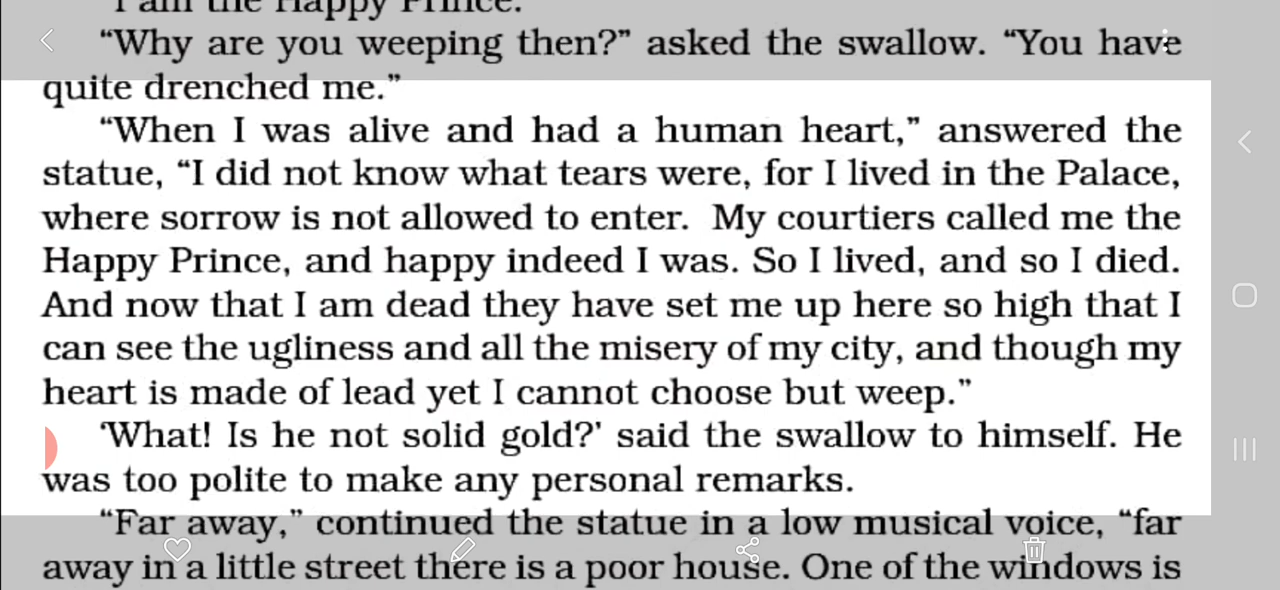 "I am the Happy Prince."
"Why are you weeping then?" asked the swallow. "You have
quite drenched me."
"When I was alive and had a human heart," answered the
statue, "I did not know what tears were, for I lived in the Palace,
where sorrow is not allowed to enter.  My courtiers called me the
Happy Prince, and happy indeed I was. So I lived, and so I died.
And now that I am dead they have set me up here so high that I
can see the ugliness and all the misery of my city, and though my
heart is made of lead yet I cannot choose but weep."
'What! Is he not solid gold?' said the swallow to himself. He
was too polite to make any personal remarks.
"Far away," continued the statue in a low musical voice, "far
away in a little street there is a poor house. One of the windows is